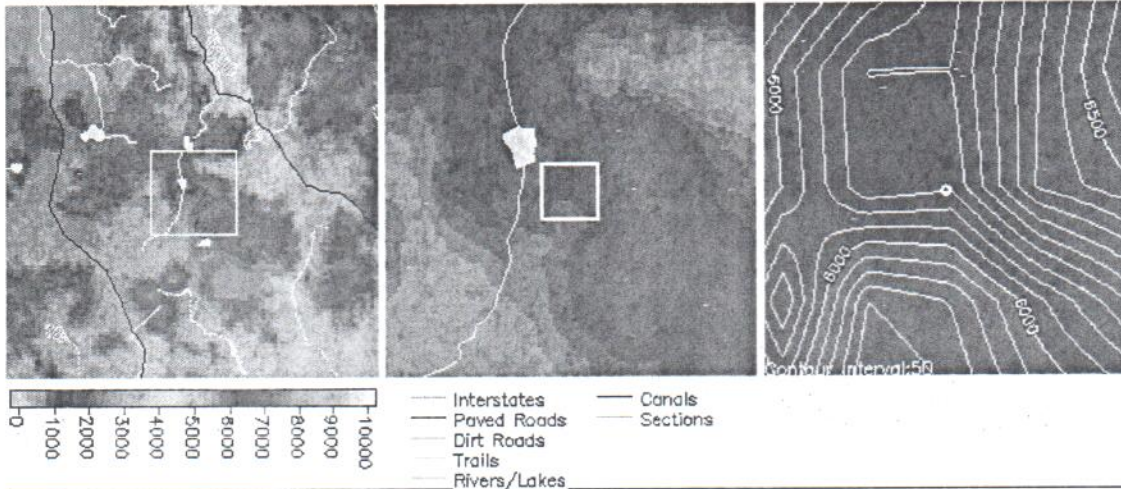 6000
6500
6000
6000
Contour Interval:50
0
1000
2000
3000
4000
5000
6000
7000
8000
9000
10000
Interstates
Paved Roads
Dirt Roads
Trails
Rivers/Lakes
Canals
Sections